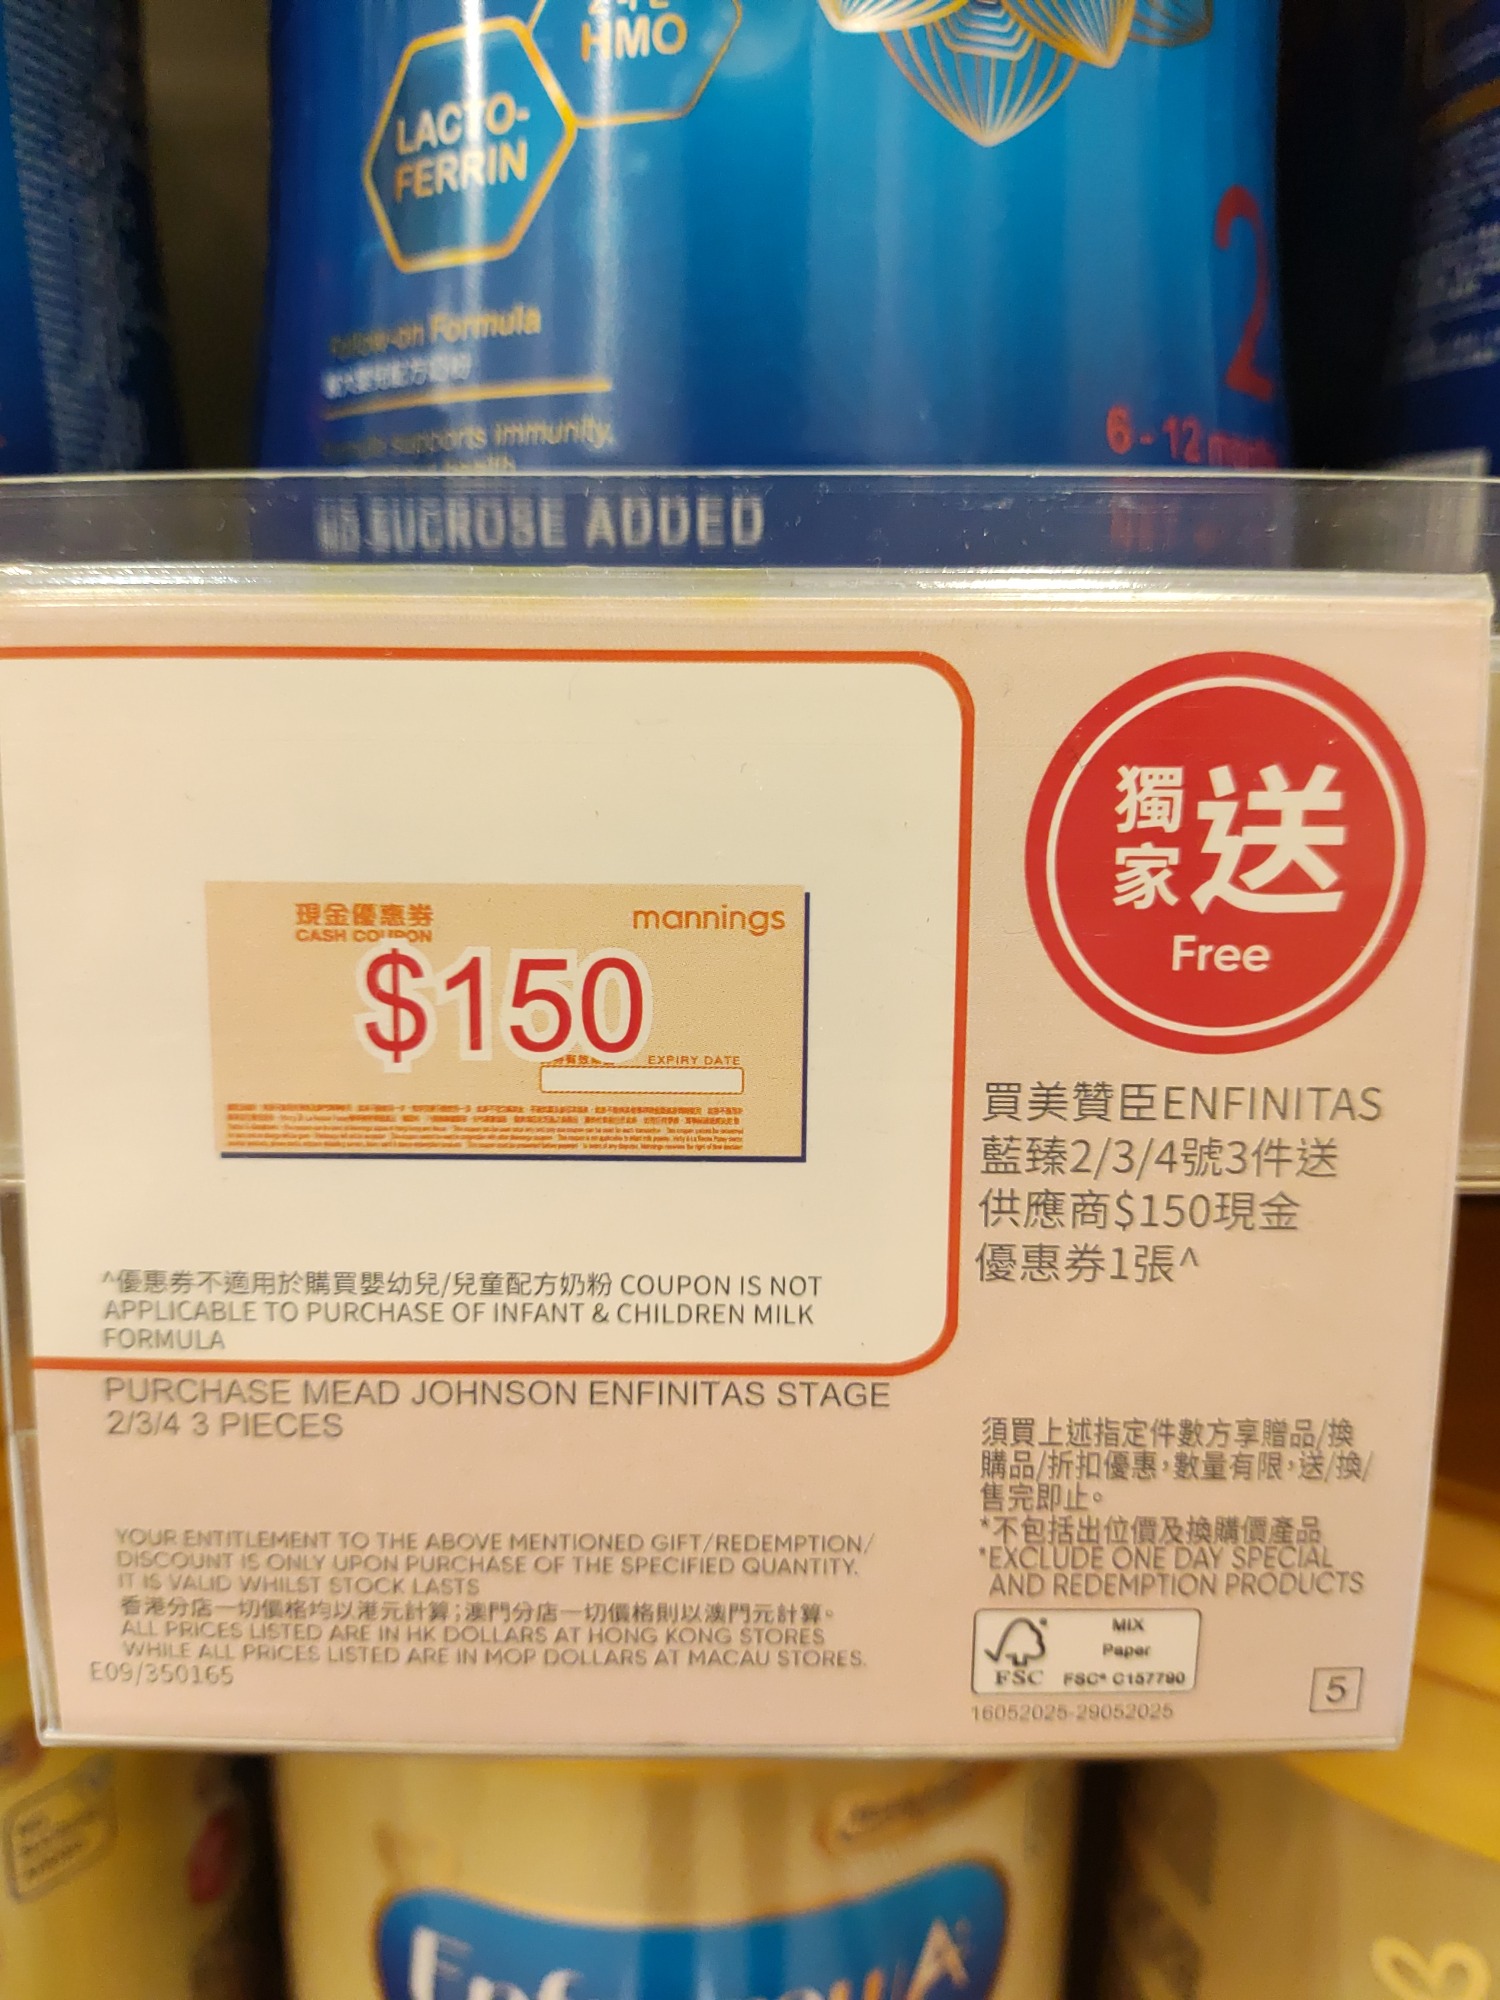 HMO
LACTO-
FERRIN
Follow-on Formula
supports immunity,
2
6-12 months
NO SUCROSE ADDED
獨家送
Free
現金優惠券
CASH COUPON
mannings
$150
EXPIRY DATE
買美贊臣ENFINITAS
藍臻2/3/4號3件送
供應商$150現金
優惠券1張^
^優惠券不適用於購買嬰幼兒/兒童配方奶粉 COUPON IS NOT
APPLICABLE TO PURCHASE OF INFANT & CHILDREN MILK
FORMULA
PURCHASE MEAD JOHNSON ENFINITAS STAGE
2/3/4 3 PIECES
須買上述指定件數方享贈品/換
購品/折扣優惠,數量有限,送/換/
售完即止。
*不包括出位價及換購價產品
*EXCLUDE ONE DAY SPECIAL
AND REDEMPTION PRODUCTS
YOUR ENTITLEMENT TO THE ABOVE MENTIONED GIFT/REDEMPTION/
DISCOUNT IS ONLY UPON PURCHASE OF THE SPECIFIED QUANTITY.
IT IS VALID WHILST STOCK LASTS
香港分店一切價格均以港元計算;澳門分店一切價格則以澳門元計算。
ALL PRICES LISTED ARE IN HK DOLLARS AT HONG KONG STORES
WHILE ALL PRICES LISTED ARE IN MOP DOLLARS AT MACAU STORES.
E09/350165
FSC
MIX
Paper
FSC® C157790
16052025-29052025
5